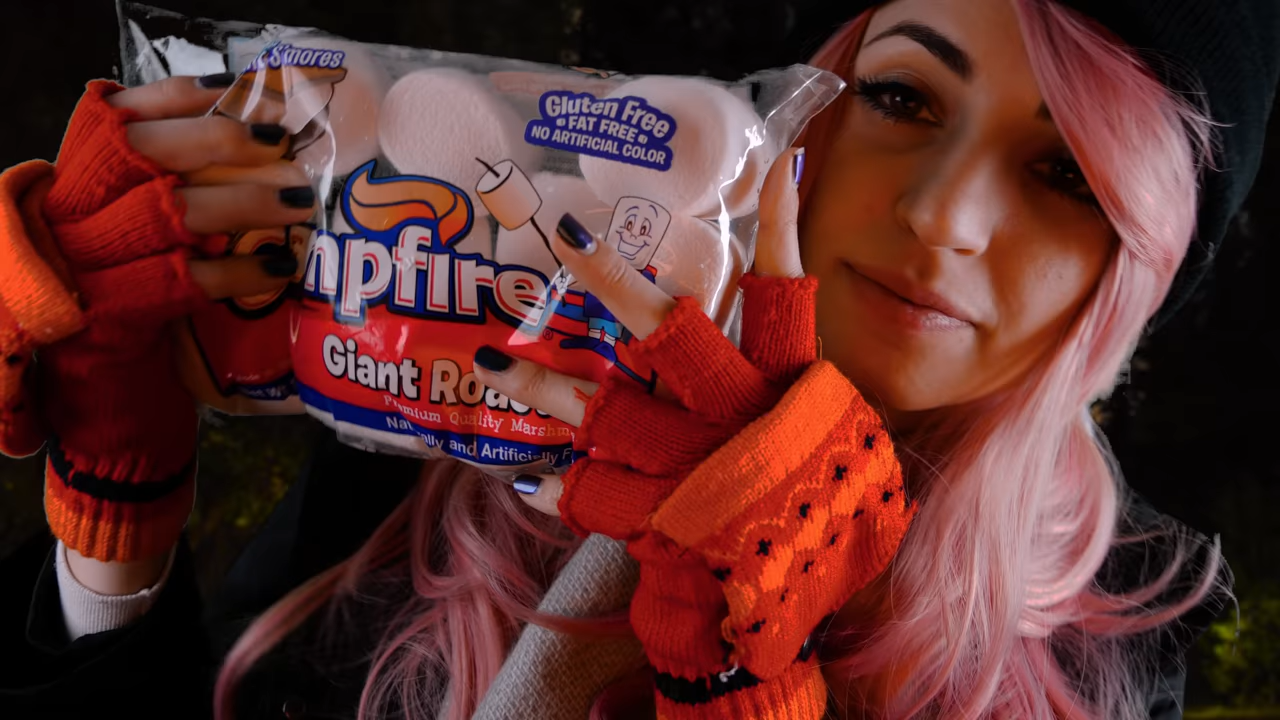 S'mores
Gluten Free
• FAT FREE •
NO ARTIFICIAL COLOR
mpfire
®
Giant Roas
Premium Quality Marshm
Naturally and Artificially F